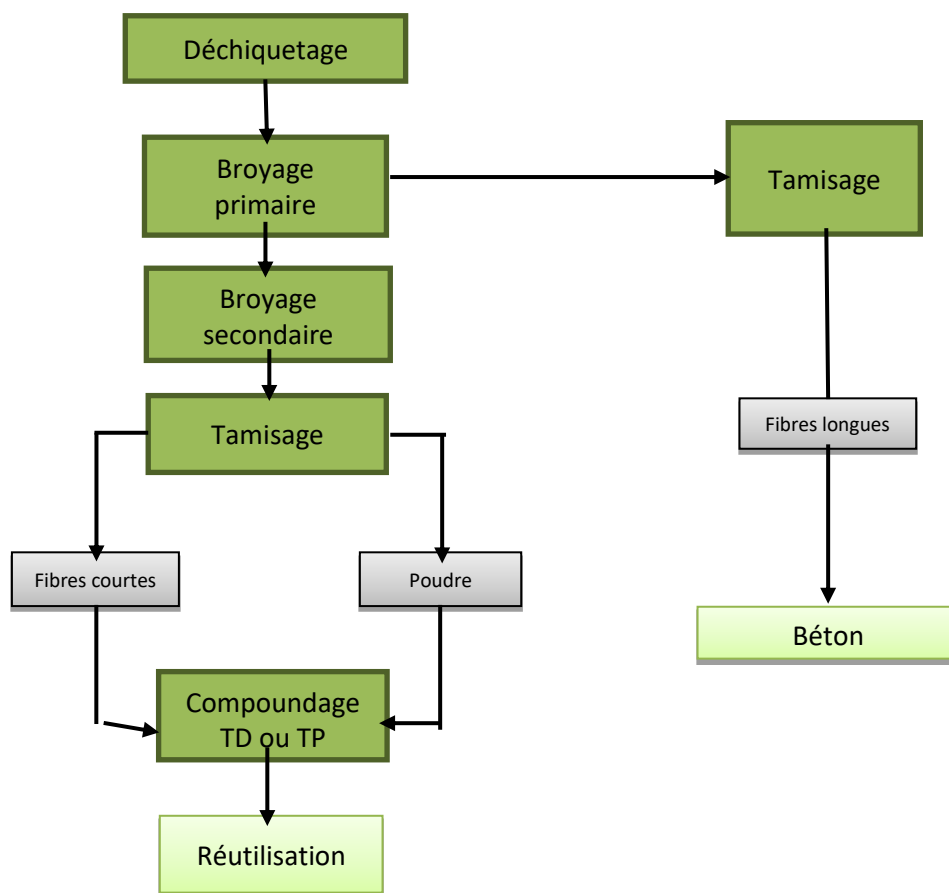 Déchiquetage
Broyage
primaire
Tamisage
Broyage
secondaire
Tamisage
Fibres longues
Fibres courtes
Poudre
Béton
Compoundage
TD ou TP
Réutilisation